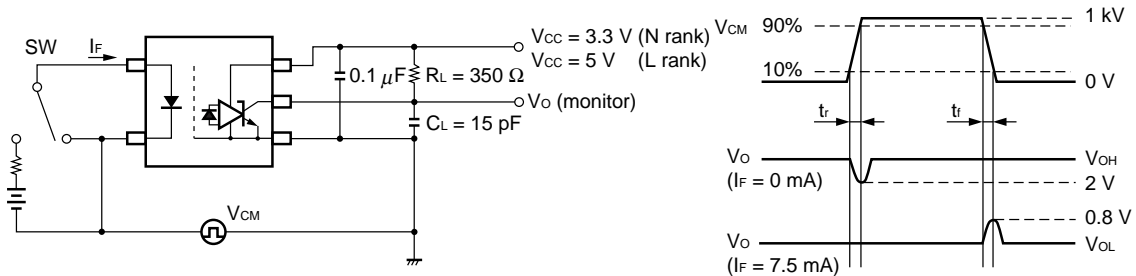 SW
IF
VCC = 3.3 V (N rank)
VCC = 5 V (L rank)
0.1 μF
RL = 350 Ω
VO (monitor)
CL = 15 pF
VCM
VCM
90%
10%
1 kV
0 V
tr
tf
VO
(IF = 0 mA)
VOH
2 V
0.8 V
VO
(IF = 7.5 mA)
VOL